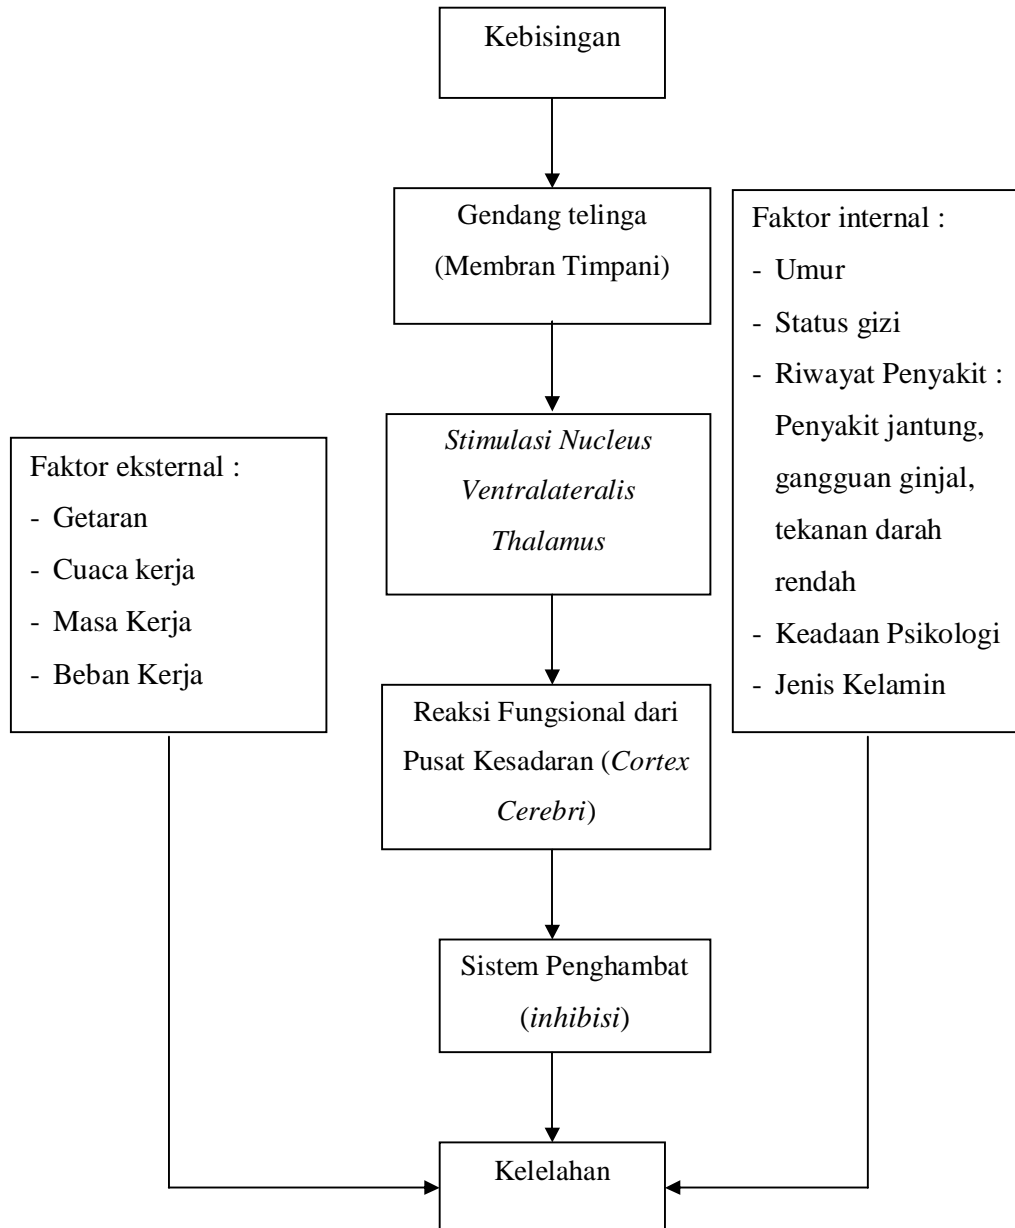 Kebisingan
Gendang telinga
(Membran Timpani)
Stimulasi Nucleus
Ventralateralis
Thalamus
Reaksi Fungsional dari
Pusat Kesadaran (Cortex
Cerebri)
Sistem Penghambat
(inhibisi)
Kelelahan
Faktor eksternal :
- Getaran
- Cuaca kerja
- Masa Kerja
- Beban Kerja
Faktor internal :
- Umur
- Status gizi
- Riwayat Penyakit :
Penyakit jantung,
gangguan ginjal,
tekanan darah
rendah
- Keadaan Psikologi
- Jenis Kelamin